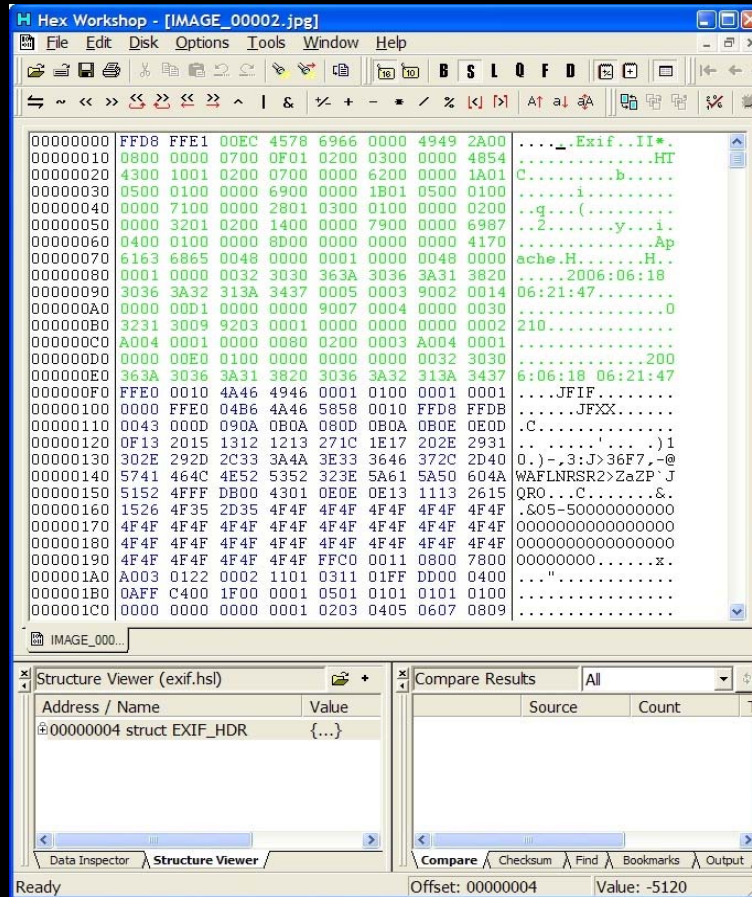 Hex Workshop - [IMAGE_00002.jpg]
File Edit Disk Options Tools Window Help
B S L Q F D
00000000 FFD8 FFE1 00EC 4578 6966 0000 4949 2A00 ......Exif..II*.
00000010 0800 0000 0700 0F01 0200 0300 0000 4854 ..............HT
00000020 4300 1001 0200 0700 0000 6200 0000 1A01 C.........b.....
00000030 0500 0100 0000 6900 0000 1B01 0500 0100 ......i.........
00000040 0000 7100 0000 2801 0300 0100 0000 0200 ..q...(.........
00000050 0000 3201 0200 1400 0000 7900 0000 6987 ..2.......y...i.
00000060 0400 0100 0000 8D00 0000 0000 0000 4170 ..............Ap
00000070 6163 6865 0048 0000 0001 0000 0048 0000 ache.H.......H..
00000080 0001 0000 0032 3030 363A 3036 3A31 3820 .....2006:06:18
00000090 3036 3A32 313A 3437 0005 0003 9002 0014 06:21:47........
000000A0 0000 00D1 0000 0000 9007 0004 0000 0030 ...............0
000000B0 3231 3009 9203 0001 0000 0000 0000 0002 210.............
000000C0 A004 0001 0000 0080 0200 0003 A004 0001 ................
000000D0 0000 00E0 0100 0000 0000 0000 0032 3030 .............200
000000E0 363A 3036 3A31 3820 3036 3A32 313A 3437 6:06:18 06:21:47
000000F0 FFE0 0010 4A46 4946 0001 0100 0001 0001 ....JFIF........
00000100 0000 FFE0 04B6 4A46 5858 0010 FFD8 FFDB ......JFXX......
00000110 0043 000D 090A 0B0A 080D 0B0A 0B0E 0E0D .C..............
00000120 0F13 2015 1312 1213 271C 1E17 202E 2931 .. .....'... .)1
00000130 302E 292D 2C33 3A4A 3E33 3646 372C 2D40 0.)-,3:J>36F7,-@
00000140 5741 464C 4E52 5352 323E 5A61 5A50 604A WAFLNRSR2>ZaZP`J
00000150 5152 4FFF DB00 4301 0E0E 0E13 1113 2615 QRO...C.......&.
00000160 1526 4F35 2D35 4F4F 4F4F 4F4F 4F4F 4F4F .&O5-5OOOOOOOOOO
00000170 4F4F 4F4F 4F4F 4F4F 4F4F 4F4F 4F4F 4F4F OOOOOOOOOOOOOOOO
00000180 4F4F 4F4F 4F4F 4F4F 4F4F 4F4F 4F4F 4F4F OOOOOOOOOOOOOOOO
00000190 4F4F 4F4F 4F4F 4F4F FFC0 0011 0800 7800 OOOOOOOO......x.
000001A0 A003 0122 0002 1101 0311 01FF DD00 0400 ..."............
000001B0 0AFF C400 1F00 0001 0501 0101 0101 0100 ................
000001C0 0000 0000 0000 0001 0203 0405 0607 0809 ................
IMAGE_000...
Structure Viewer (exif.hsl)
Address / Name Value
00000004 struct EXIF_HDR {...}
Data Inspector Structure Viewer
Compare Results All
Source Count
Compare Checksum Find Bookmarks Output
Ready Offset: 00000004 Value: -5120